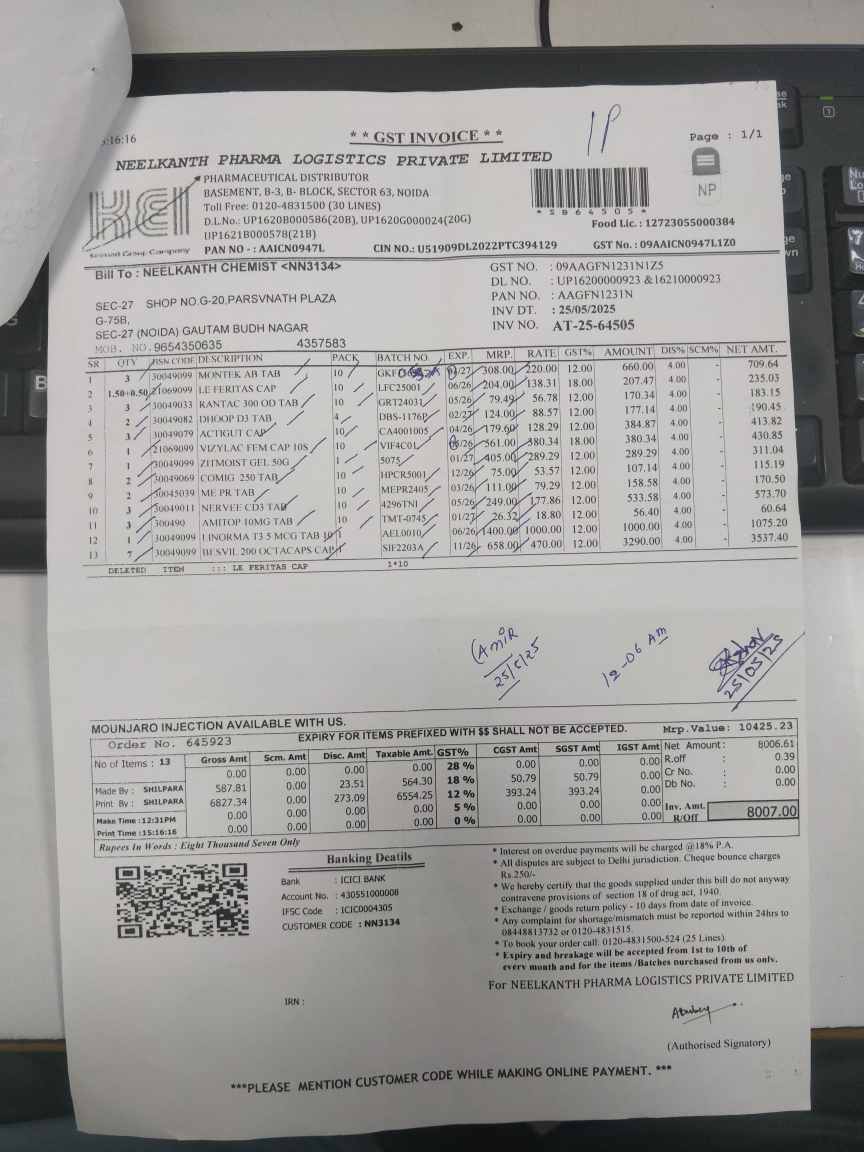 :16:16
* * GST INVOICE * *
1P
Page : 1/1
NEELKANTH PHARMA LOGISTICS PRIVATE LIMITED
PHARMACEUTICAL DISTRIBUTOR
BASEMENT, B-3, B- BLOCK, SECTOR 63, NOIDA
Toll Free: 0120-4831500 (30 LINES)
D.L.No.: UP1620B000586(20B), UP1620G000024(20G)
UP1621B000578(21B)
KEI
Group Company
NP
* S B 6 4 5 0 5 *
Food Lic. : 12723055000384
PAN NO - : AAICN0947L CIN NO.: U51909DL2022PTC394129 GST No. : 09AAICN0947L1Z0
Bill To : NEELKANTH CHEMIST <NN3134>
SEC-27 SHOP NO.G-20,PARSVNATH PLAZA
G-75B,
SEC-27 (NOIDA) GAUTAM BUDH NAGAR
MOB. NO.9654350635 4357583
GST NO. : 09AAGFN1231N1Z5
DL NO. : UP16200000923 &16210000923
PAN NO. : AAGFN1231N
INV DT. : 25/05/2025
INV NO. AT-25-64505
SR QTY HSN CODE DESCRIPTION PACK BATCH NO. EXP. MRP. RATE GST% AMOUNT DIS% SCM% NET AMT.
1 3 30049099 MONTEK AB TAB 10 /27 308.00 220.00 12.00 660.00 4.00 - 709.64
2 1.50+0.50 21069099 LE FERITAS CAP 10 LFC25001 06/26 204.00 138.31 18.00 207.47 4.00 - 235.03
3 3 30049033 RANTAC 300 OD TAB 10 GRT24031 05/26 79.49 56.78 12.00 170.34 4.00 - 183.15
4 2 30049082 DHOOP D3 TAB 4 DBS-1176P 02/27 124.00 88.57 12.00 177.14 4.00 - 190.45
5 3 30049079 ACTIGUT CAP 10 CA4001005 04/26 179.60 128.29 12.00 384.87 4.00 - 413.82
6 1 21069099 VIZYLAC FEM CAP 10S 10 VIF4C01 /26 561.00 380.34 18.00 380.34 4.00 - 430.85
7 1 30049099 ZITMOIST GEL 50G 1 5075 01/27 405.00 289.29 12.00 289.29 4.00 - 311.04
8 2 30049069 COMIG 250 TAB 10 HPCR5001 12/26 75.00 53.57 12.00 107.14 4.00 - 115.19
9 2 30045039 ME PR TAB 10 MEPR2405 03/26 111.00 79.29 12.00 158.58 4.00 - 170.50
10 3 30049011 NERVEE CD3 TAB 10 4296TN1 05/26 249.00 177.86 12.00 533.58 4.00 - 573.70
11 3 300490 AMITOP 10MG TAB 10 TMT-0745 01/27 26.32 18.80 12.00 56.40 4.00 - 60.64
12 1 30049099 LINORMA T3 5 MCG TAB 10 1 AEL0010 06/26 1400.00 1000.00 12.00 1000.00 4.00 - 1075.20
13 7 30049099 BESVIL 200 OCTACAPS CAP 1 SIF2203A 11/26 658.00 470.00 12.00 3290.00 4.00 - 3537.40
DELETED ITEM ::: LE FERITAS CAP 1*10
Amir
25/5/25
12-06 AM
25/05/25
MOUNJARO INJECTION AVAILABLE WITH US.
EXPIRY FOR ITEMS PREFIXED WITH $$ SHALL NOT BE ACCEPTED.
Mrp.Value: 10425.23
Order No. 645923
No of Items : 13
Made By : SHILPARA
Print By : SHILPARA
Make Time :12:31PM
Print Time :15:16:16
Gross Amt Scm. Amt Disc. Amt Taxable Amt. GST% CGST Amt SGST Amt IGST Amt
0.00 0.00 0.00 0.00 28 % 0.00 0.00 0.00
587.81 0.00 23.51 564.30 18 % 50.79 50.79 0.00
6827.34 0.00 273.09 6554.25 12 % 393.24 393.24 0.00
0.00 0.00 0.00 0.00 5 % 0.00 0.00 0.00
0.00 0.00 0.00 0.00 0 % 0.00 0.00 0.00
Net Amount: 8006.61
R.off : 0.39
Cr No. : 0.00
Db No. : 0.00
Inv. Amt. R/Off 8007.00
Rupees In Words : Eight Thousand Seven Only
Banking Deatils
Bank : ICICI BANK
Account No. : 430551000008
IFSC Code : ICIC0004305
CUSTOMER CODE : NN3134
IRN :
* Interest on overdue payments will be charged @18% P.A.
* All disputes are subject to Delhi jurisdiction. Cheque bounce charges
Rs.250/-
* We hereby certify that the goods supplied under this bill do not anyway
contravene provisions of section 18 of drug act, 1940.
* Exchange / goods return policy - 10 days from date of invoice.
* Any complaint for shortage/mismatch must be reported within 24hrs to
08448813732 or 0120-4831515.
* To book your order call: 0120-4831500-524 (25 Lines).
* Expiry and breakage will be accepted from 1st to 10th of
every month and for the items /Batches purchased from us only.
For NEELKANTH PHARMA LOGISTICS PRIVATE LIMITED
(Authorised Signatory)
***PLEASE MENTION CUSTOMER CODE WHILE MAKING ONLINE PAYMENT. ***